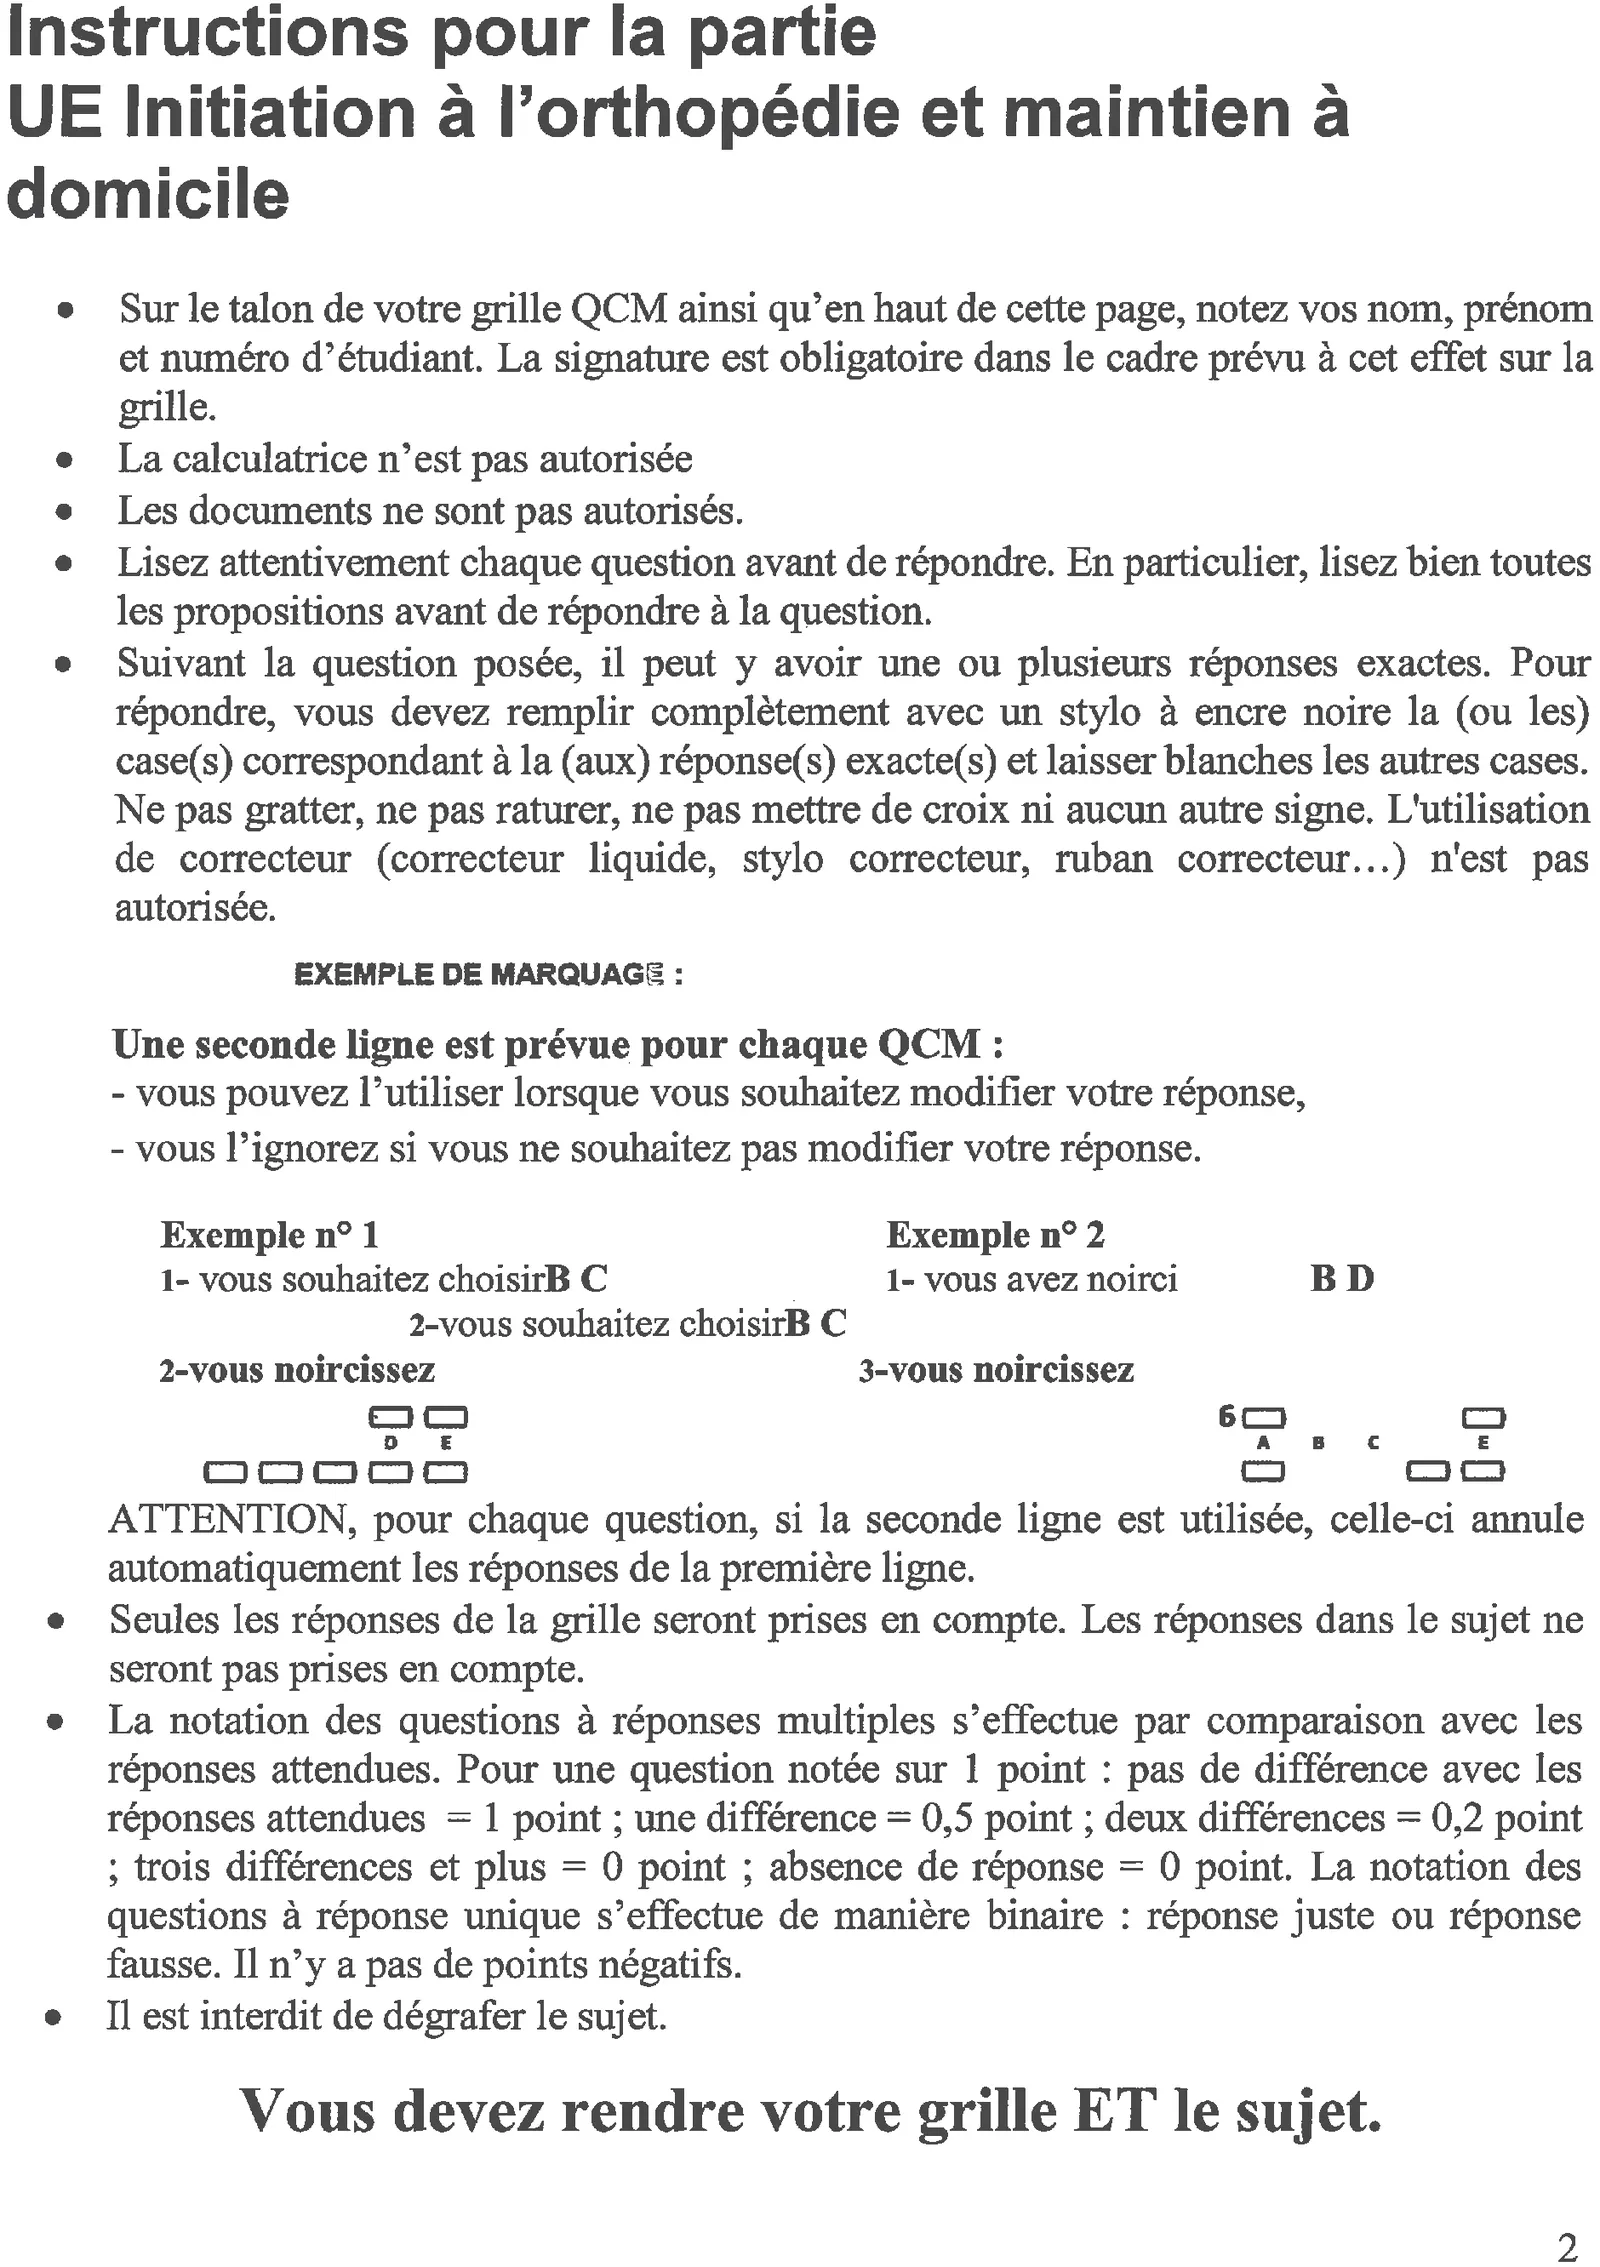 Instructions pour la partie
UE Initiation à l’orthopédie et maintien à
domicile
• Sur le talon de votre grille QCM ainsi qu’en haut de cette page, notez vos nom, prénom
et numéro d’étudiant. La signature est obligatoire dans le cadre prévu à cet effet sur la
grille.
• La calculatrice n’est pas autorisée
• Les documents ne sont pas autorisés.
• Lisez attentivement chaque question avant de répondre. En particulier, lisez bien toutes
les propositions avant de répondre à la question.
• Suivant la question posée, il peut y avoir une ou plusieurs réponses exactes. Pour
répondre, vous devez remplir complètement avec un stylo à encre noire la (ou les)
case(s) correspondant à la (aux) réponse(s) exacte(s) et laisser blanches les autres cases.
Ne pas gratter, ne pas raturer, ne pas mettre de croix ni aucun autre signe. L'utilisation
de correcteur (correcteur liquide, stylo correcteur, ruban correcteur…) n'est pas
autorisée.
EXEMPLE DE MARQUAGE :
Une seconde ligne est prévue pour chaque QCM :
- vous pouvez l’utiliser lorsque vous souhaitez modifier votre réponse,
- vous l’ignorez si vous ne souhaitez pas modifier votre réponse.
Exemple n° 1 Exemple n° 2
1- vous souhaitez choisirB C 1- vous avez noirci B D
2-vous souhaitez choisirB C
2-vous noircissez 3-vous noircissez
6
D E A B C E
ATTENTION, pour chaque question, si la seconde ligne est utilisée, celle-ci annule
automatiquement les réponses de la première ligne.
• Seules les réponses de la grille seront prises en compte. Les réponses dans le sujet ne
seront pas prises en compte.
• La notation des questions à réponses multiples s’effectue par comparaison avec les
réponses attendues. Pour une question notée sur 1 point : pas de différence avec les
réponses attendues = 1 point ; une différence = 0,5 point ; deux différences = 0,2 point
; trois différences et plus = 0 point ; absence de réponse = 0 point. La notation des
questions à réponse unique s’effectue de manière binaire : réponse juste ou réponse
fausse. Il n’y a pas de points négatifs.
• Il est interdit de dégrafer le sujet.
Vous devez rendre votre grille ET le sujet.
2